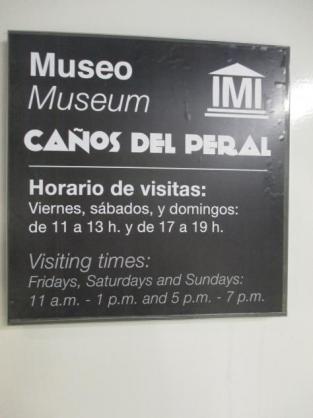 Museo
Museum
IMI
CAÑOS DEL PERAL
Horario de visitas:
Viernes, sábados, y domingos:
de 11 a 13 h. y de 17 a 19 h.
Visiting times:
Fridays, Saturdays and Sundays:
11 a.m. - 1 p.m. and 5 p.m. - 7 p.m.